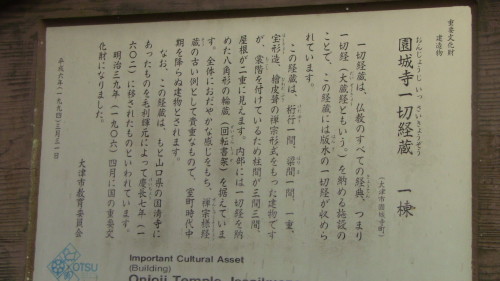 重要文化財
建造物
園城寺一切経蔵　一棟
おんじょうじいっさいきょうぞう
(大津市園城寺町)
一切経蔵は、仏教のすべての経典、つまり
一切経(大蔵経ともいう。)を納める施設の
ことで、この経蔵には版木の一切経が収めら
れています。
この経蔵は、桁行一間、梁間一間、一重、
宝形造、檜皮葺の禅宗形式をもった建物です
が、裳階を付けているため柱間が三間三間、
屋根が二重に見えます。内部には一切経を納
めた八角形の輪蔵(回転書架)を据えていま
す。全体におだやかな感じをもち、禅宗様経
蔵の古い例として貴重なもので、室町時代中
期を降らぬ建物とされます。
なお、この経蔵は、もと山口県の国清寺に
あったものを毛利輝元によって慶長七年(一
六〇二)に移されたものといわれています。
明治三九年(一九〇六)四月に国の重要文
化財になりました。
大津市教育委員会
平成六年(一九九四)三月三一日
OTSU
Important Cultural Asset
(Building)
Onjoji Temple